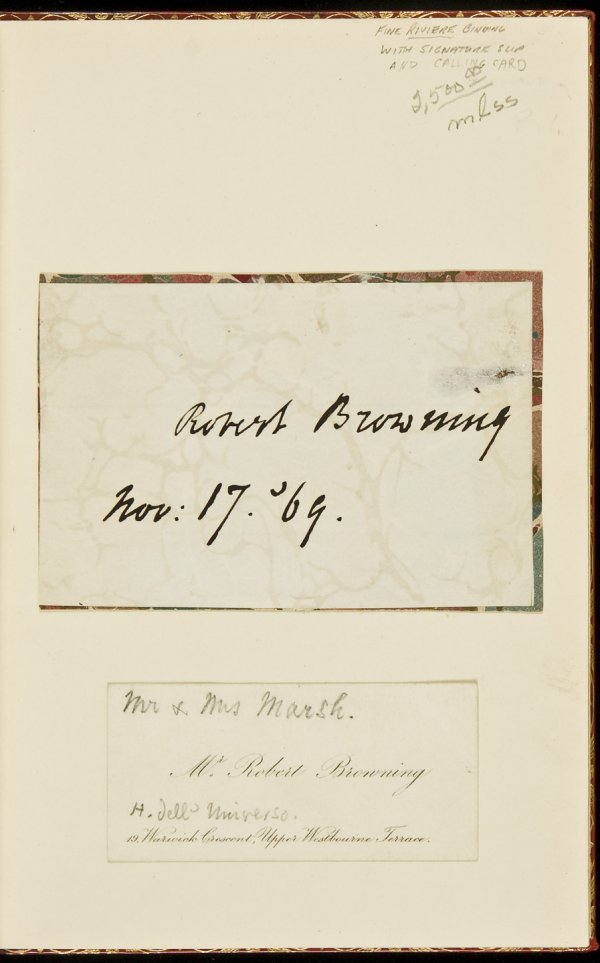 FINE RIVIERE BINDING
WITH SIGNATURE SLIP
AND CALLING CARD
2,500.00
mlss
Robert Browning
Nov: 17. '69.
Mr & Mrs Marsh.
Mr. Robert Browning
H. dell' Universo.
19, Warwick Crescent, Upper Westbourne Terrace.